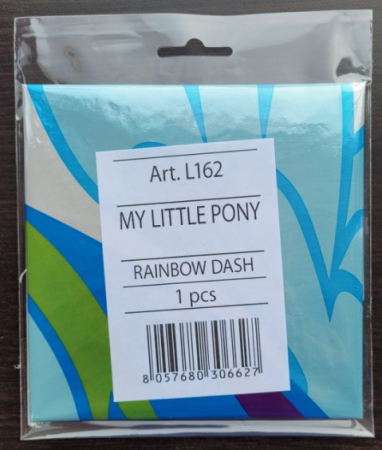 Art. L162
MY LITTLE PONY
RAINBOW DASH
1 pcs
8 057680 306627